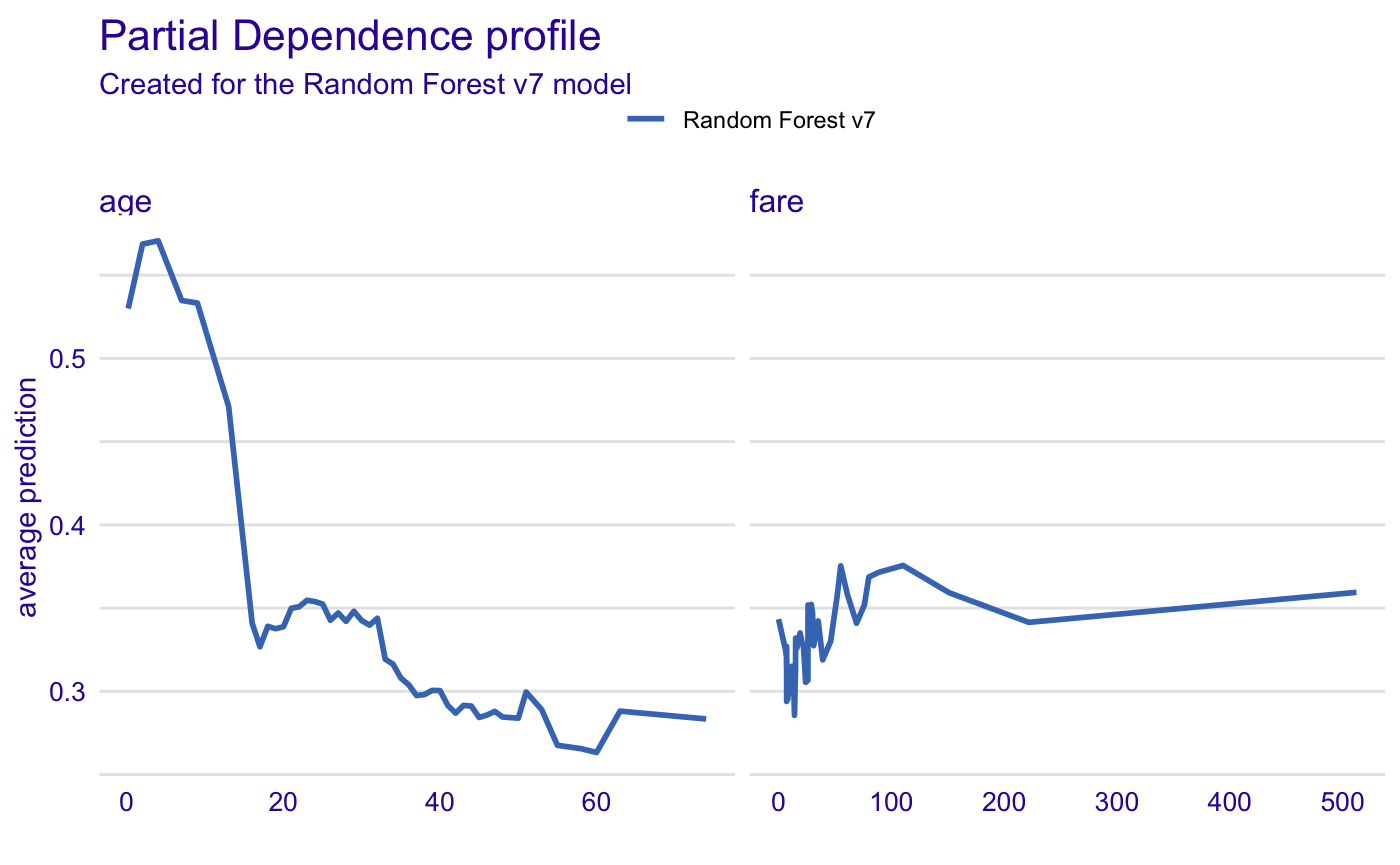 Partial Dependence profile
Created for the Random Forest v7 model
Random Forest v7
age
fare
average prediction
0.5
0.4
0.3
0 20 40 60
0 100 200 300 400 500